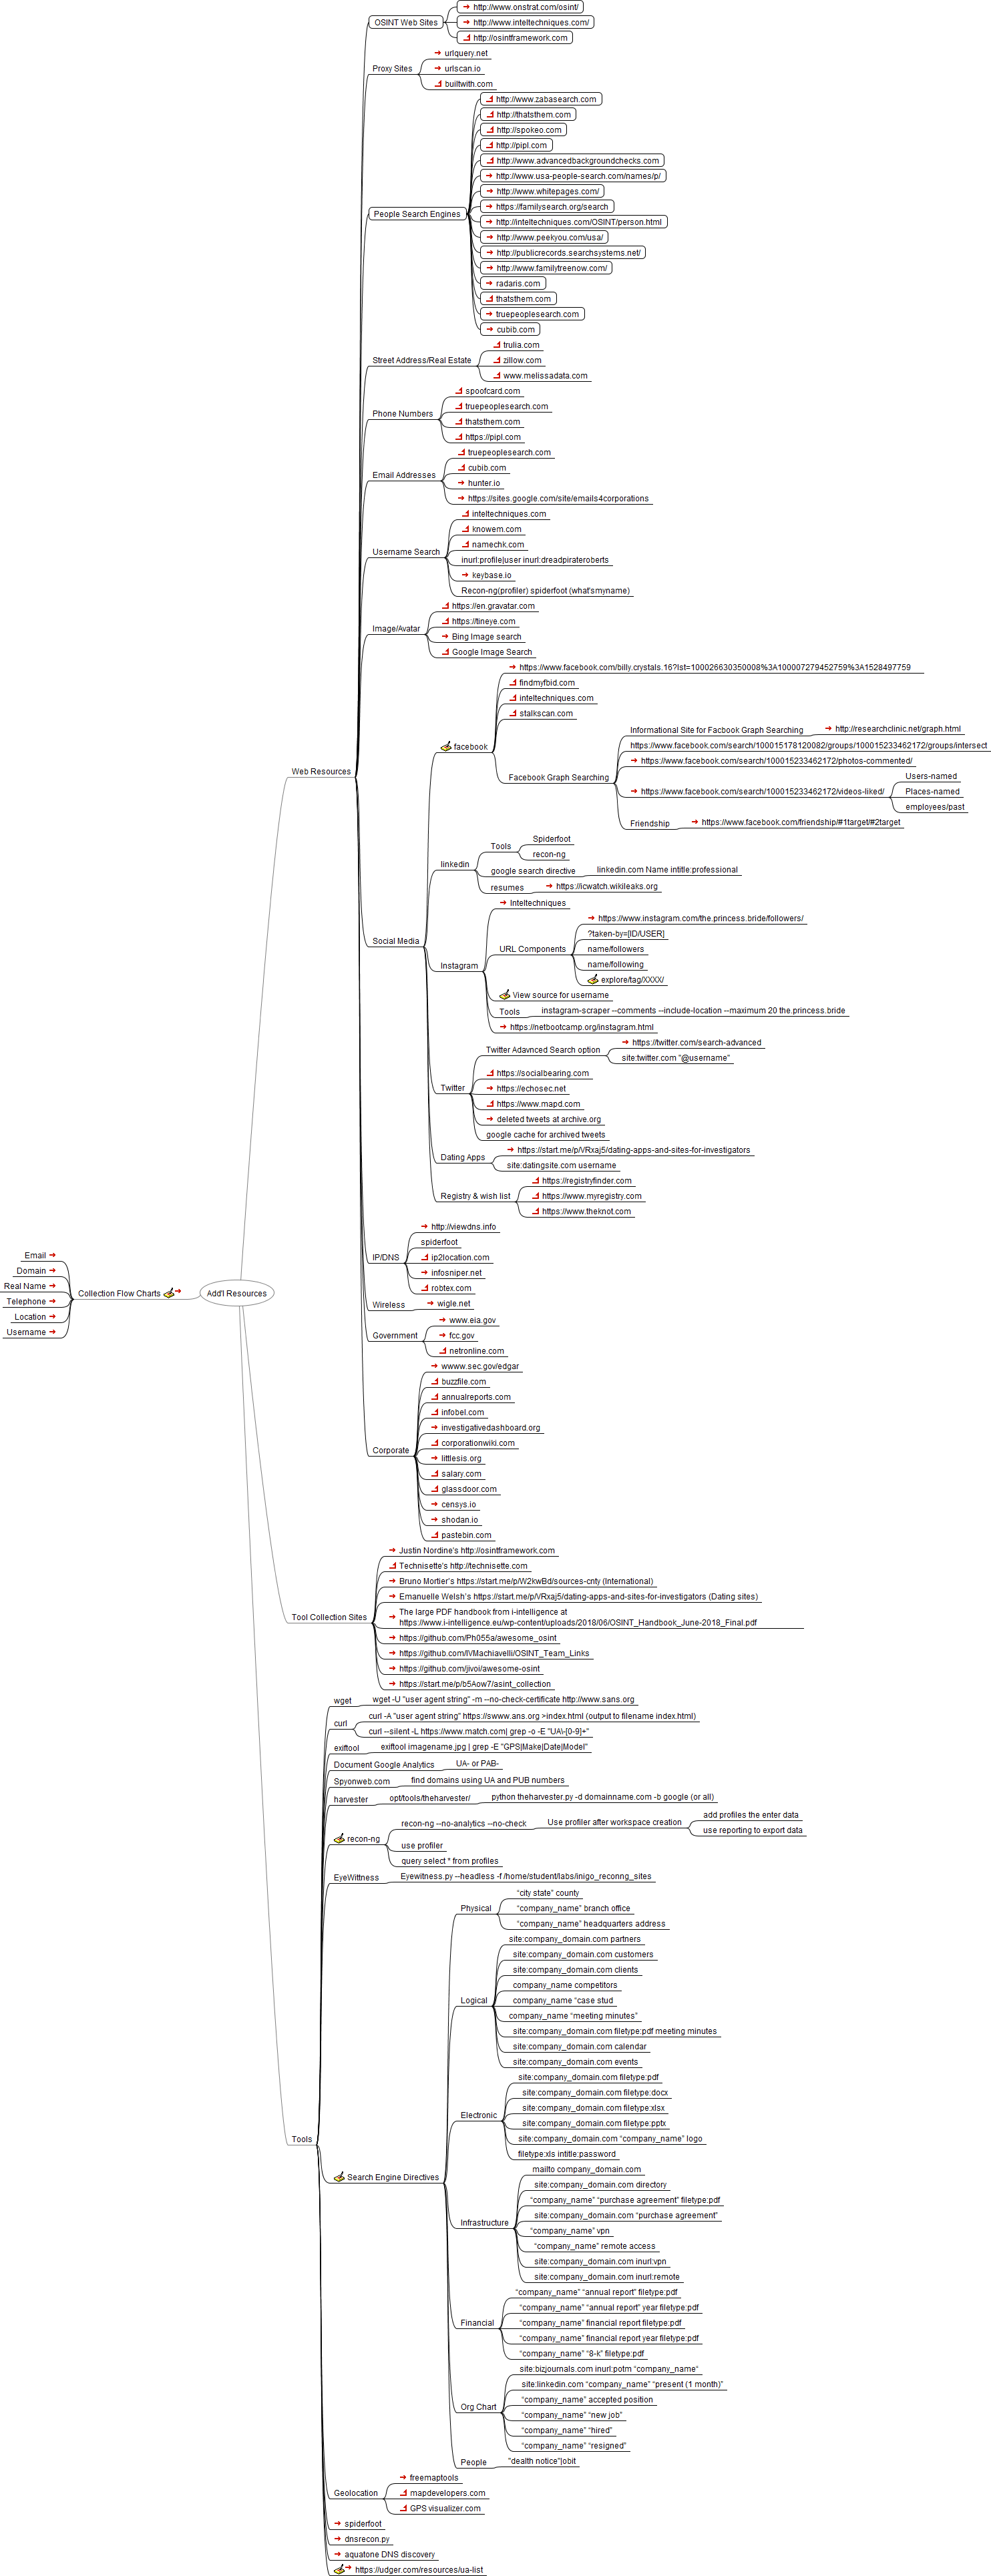 OSINT Web Sites
http://www.onstrat.com/osint/
http://www.inteltechniques.com/
http://osintframework.com
Proxy Sites
urlquery.net
urlscan.io
builtwith.com
People Search Engines
http://www.zabasearch.com
http://thatsthem.com
http://spokeo.com
http://pipl.com
http://www.advancedbackgroundchecks.com
http://www.usa-people-search.com/names/p/
http://www.whitepages.com/
https://familysearch.org/search
http://inteltechniques.com/OSINT/person.html
http://www.peekyou.com/usa/
http://publicrecords.searchsystems.net/
http://www.familytreenow.com/
radaris.com
thatsthem.com
truepeoplesearch.com
cubib.com
Street Address/Real Estate
trulia.com
zillow.com
www.melissadata.com
Phone Numbers
spoofcard.com
truepeoplesearch.com
thatsthem.com
https://pipl.com
Email Addresses
truepeoplesearch.com
cubib.com
hunter.io
https://sites.google.com/site/emails4corporations
Username Search
inteltechniques.com
knowem.com
namechk.com
inurl:profile|user inurl:dreadpirateroberts
keybase.io
Recon-ng(profiler) spiderfoot (what'smyname)
Image/Avatar
https://en.gravatar.com
https://tineye.com
Bing Image search
Google Image Search
Web Resources
Social Media
facebook
https://www.facebook.com/billy.crystals.16?lst=100026630350008%3A100007279452759%3A1528497759
findmyfbid.com
inteltechniques.com
stalkscan.com
Facebook Graph Searching
Informational Site for Facbook Graph Searching
http://researchclinic.net/graph.html
https://www.facebook.com/search/100015178120082/groups/100015233462172/groups/intersect
https://www.facebook.com/search/100015233462172/photos-commented/
https://www.facebook.com/search/100015233462172/videos-liked/
Users-named
Places-named
employees/past
Friendship
https://www.facebook.com/friendship/#1target/#2target
linkedin
Tools
Spiderfoot
recon-ng
google search directive
linkedin.com Name intitle:professional
resumes
https://icwatch.wikileaks.org
Instagram
Inteltechniques
URL Components
https://www.instagram.com/the.princess.bride/followers/
?taken-by=[ID/USER]
name/followers
name/following
explore/tag/XXXX/
View source for username
Tools
instagram-scraper --comments --include-location --maximum 20 the.princess.bride
https://netbootcamp.org/instagram.html
Twitter
Twitter Adavnced Search option
https://twitter.com/search-advanced
site:twitter.com "@username"
https://socialbearing.com
https://echosec.net
https://www.mapd.com
deleted tweets at archive.org
google cache for archived tweets
Dating Apps
https://start.me/p/VRxaj5/dating-apps-and-sites-for-investigators
site:datingsite.com username
Registry & wish list
https://registryfinder.com
https://www.myregistry.com
https://www.theknot.com
IP/DNS
http://viewdns.info
spiderfoot
ip2location.com
infosniper.net
robtex.com
Wireless
wigle.net
Government
www.eia.gov
fcc.gov
netronline.com
Corporate
wwww.sec.gov/edgar
buzzfile.com
annualreports.com
infobel.com
investigativedashboard.org
corporationwiki.com
littlesis.org
salary.com
glassdoor.com
censys.io
shodan.io
pastebin.com
Email
Domain
Real Name
Telephone
Location
Username
Collection Flow Charts
Add'l Resources
Tool Collection Sites
Justin Nordine's http://osintframework.com
Technisette's http://technisette.com
Bruno Mortier's https://start.me/p/W2kwBd/sources-cnty (International)
Emanuelle Welsh's https://start.me/p/VRxaj5/dating-apps-and-sites-for-investigators (Dating sites)
The large PDF handbook from i-intelligence at
https://www.i-intelligence.eu/wp-content/uploads/2018/06/OSINT_Handbook_June-2018_Final.pdf
https://github.com/Ph055a/awesome_osint
https://github.com/IVMachiavelli/OSINT_Team_Links
https://github.com/jivoi/awesome-osint
https://start.me/p/b5Aow7/asint_collection
Tools
wget
wget -U "user agent string" -m --no-check-certificate http://www.sans.org
curl
curl -A "user agent string" https://swww.ans.org >index.html (output to filename index.html)
curl --silent -L https://www.match.com| grep -o -E "UA\-[0-9]+"
exiftool
exiftool imagename.jpg | grep -E "GPS|Make|Date|Model"
Document Google Analytics
UA- or PAB-
Spyonweb.com
find domains using UA and PUB numbers
harvester
opt/tools/theharvester/
python theharvester.py -d domainname.com -b google (or all)
recon-ng
recon-ng --no-analytics --no-check
Use profiler after workspace creation
add profiles the enter data
use reporting to export data
use profiler
query select * from profiles
EyeWittness
Eyewitness.py --headless -f /home/student/labs/inigo_reconng_sites
Search Engine Directives
Physical
“city state” county
“company_name” branch office
“company_name” headquarters address
Logical
site:company_domain.com partners
site:company_domain.com customers
site:company_domain.com clients
company_name competitors
company_name “case stud
company_name “meeting minutes”
site:company_domain.com filetype:pdf meeting minutes
site:company_domain.com calendar
site:company_domain.com events
Electronic
site:company_domain.com filetype:pdf
site:company_domain.com filetype:docx
site:company_domain.com filetype:xlsx
site:company_domain.com filetype:pptx
site:company_domain.com “company_name” logo
filetype:xls intitle:password
Infrastructure
mailto company_domain.com
site:company_domain.com directory
“company_name” “purchase agreement” filetype:pdf
site:company_domain.com “purchase agreement”
“company_name” vpn
“company_name” remote access
site:company_domain.com inurl:vpn
site:company_domain.com inurl:remote
Financial
“company_name” “annual report” filetype:pdf
“company_name” “annual report” year filetype:pdf
“company_name” financial report filetype:pdf
“company_name” financial report year filetype:pdf
“company_name” “8-k” filetype:pdf
Org Chart
site:bizjournals.com inurl:potm “company_name”
site:linkedin.com “company_name” “present (1 month)”
“company_name” accepted position
“company_name” “new job”
“company_name” “hired”
“company_name” “resigned”
People
"dealth notice"|obit
Geolocation
freemaptools
mapdevelopers.com
GPS visualizer.com
spiderfoot
dnsrecon.py
aquatone DNS discovery
https://udger.com/resources/ua-list